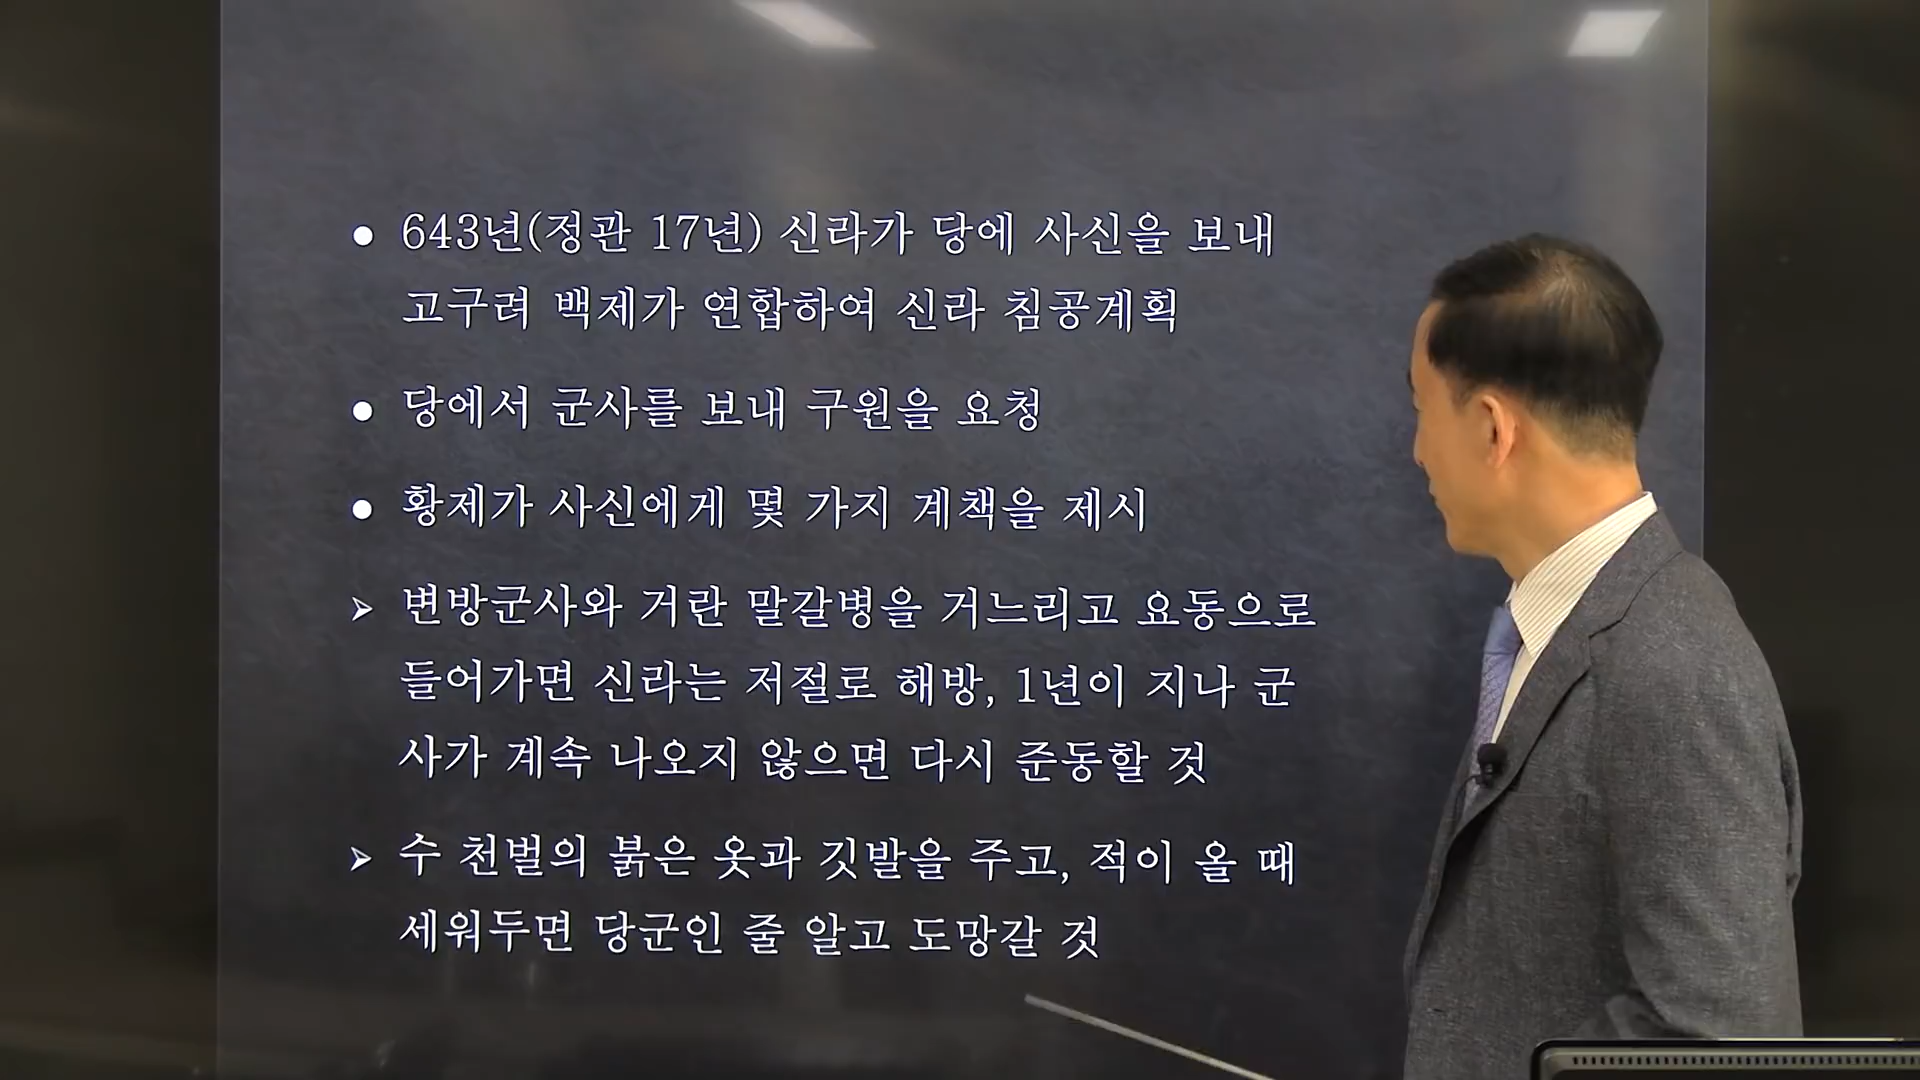 • 643년(정관 17년) 신라가 당에 사신을 보내
고구려 백제가 연합하여 신라 침공계획
• 당에서 군사를 보내 구원을 요청
• 황제가 사신에게 몇 가지 계책을 제시
➢ 변방군사와 거란 말갈병을 거느리고 요동으로
들어가면 신라는 저절로 해방, 1년이 지나 군
사가 계속 나오지 않으면 다시 준동할 것
➢ 수 천벌의 붉은 옷과 깃발을 주고, 적이 올 때
세워두면 당군인 줄 알고 도망갈 것